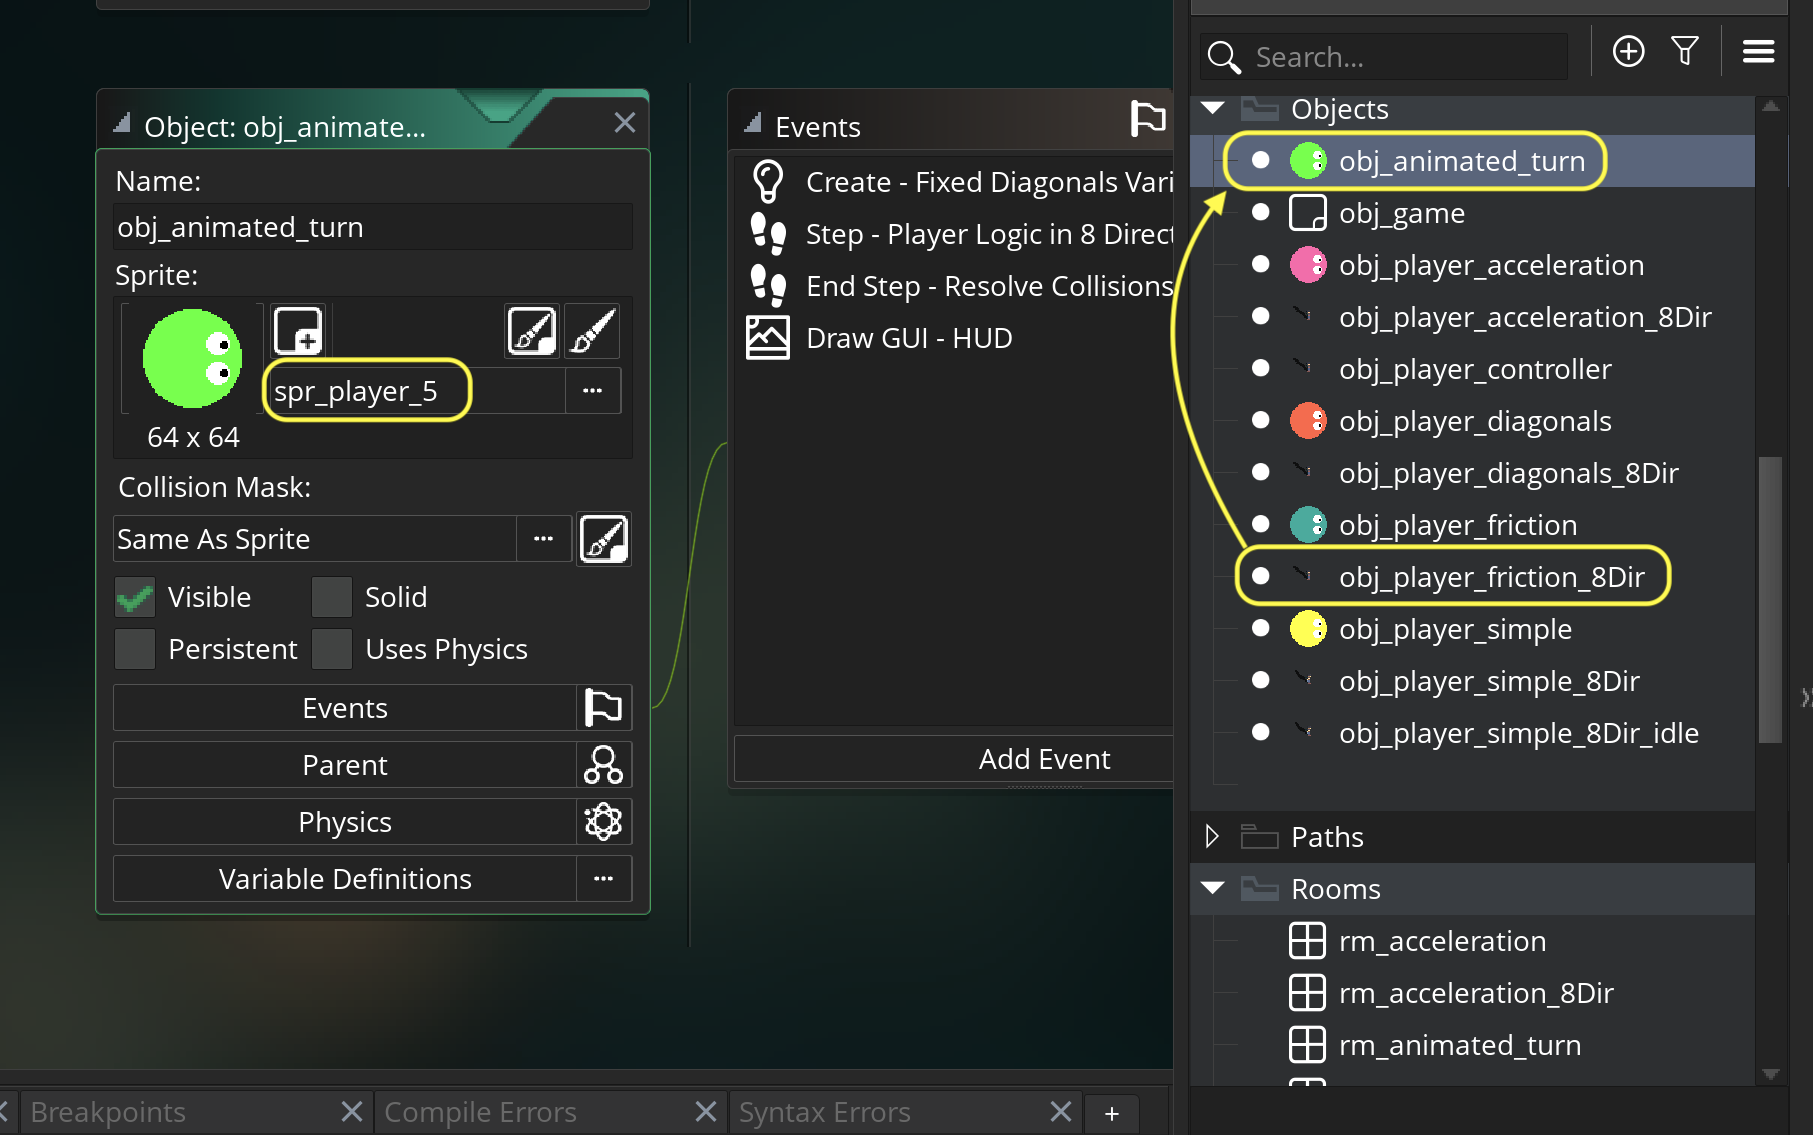 Object: obj_animate...
Name:
obj_animated_turn
Sprite:
spr_player_5
...
64 x 64
Collision Mask:
Same As Sprite
...
Visible
Solid
Persistent
Uses Physics
Events
Parent
Physics
Variable Definitions
...
Events
Create - Fixed Diagonals Vari
Step - Player Logic in 8 Direct
End Step - Resolve Collisions
Draw GUI - HUD
Add Event
Search...
Objects
obj_animated_turn
obj_game
obj_player_acceleration
obj_player_acceleration_8Dir
obj_player_controller
obj_player_diagonals
obj_player_diagonals_8Dir
obj_player_friction
obj_player_friction_8Dir
obj_player_simple
obj_player_simple_8Dir
obj_player_simple_8Dir_idle
Paths
Rooms
rm_acceleration
rm_acceleration_8Dir
rm_animated_turn
Breakpoints
Compile Errors
Syntax Errors
+